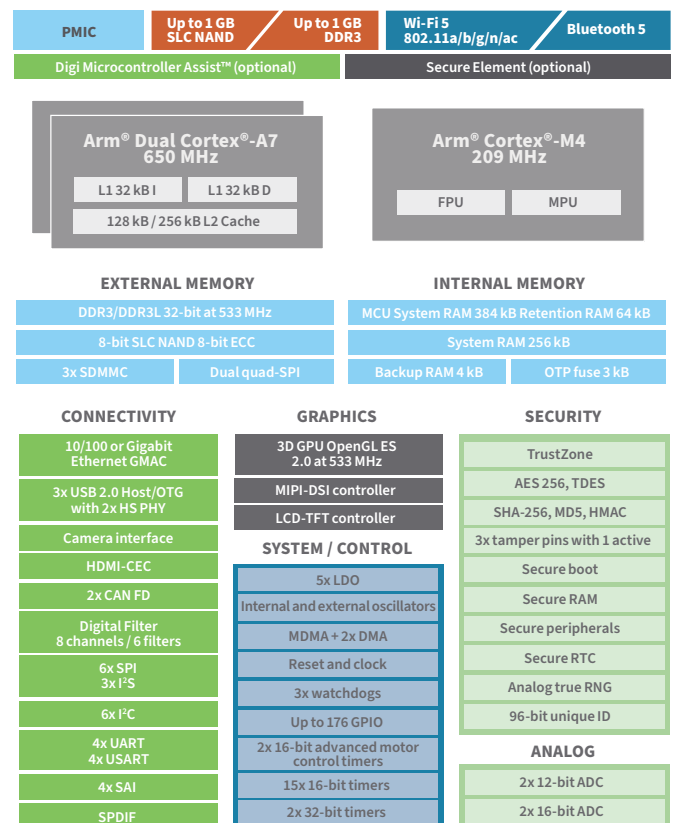 PMIC
Up to 1 GB
SLC NAND
Up to 1 GB
DDR3
Wi-Fi 5
802.11a/b/g/n/ac
Bluetooth 5
Digi Microcontroller Assist™ (optional)
Secure Element (optional)
Arm® Dual Cortex®-A7
650 MHz
L1 32 kB I
L1 32 kB D
128 kB / 256 kB L2 Cache
Arm® Cortex®-M4
209 MHz
FPU
MPU
EXTERNAL MEMORY
DDR3/DDR3L 32-bit at 533 MHz
8-bit SLC NAND 8-bit ECC
3x SDMMC
Dual quad-SPI
INTERNAL MEMORY
MCU System RAM 384 kB Retention RAM 64 kB
System RAM 256 kB
Backup RAM 4 kB
OTP fuse 3 kB
CONNECTIVITY
10/100 or Gigabit
Ethernet GMAC
3x USB 2.0 Host/OTG
with 2x HS PHY
Camera interface
HDMI-CEC
2x CAN FD
Digital Filter
8 channels / 6 filters
6x SPI
3x I²S
6x I²C
4x UART
4x USART
4x SAI
SPDIF
GRAPHICS
3D GPU OpenGL ES
2.0 at 533 MHz
MIPI-DSI controller
LCD-TFT controller
SYSTEM / CONTROL
5x LDO
Internal and external oscillators
MDMA + 2x DMA
Reset and clock
3x watchdogs
Up to 176 GPIO
2x 16-bit advanced motor
control timers
15x 16-bit timers
2x 32-bit timers
SECURITY
TrustZone
AES 256, TDES
SHA-256, MD5, HMAC
3x tamper pins with 1 active
Secure boot
Secure RAM
Secure peripherals
Secure RTC
Analog true RNG
96-bit unique ID
ANALOG
2x 12-bit ADC
2x 16-bit ADC